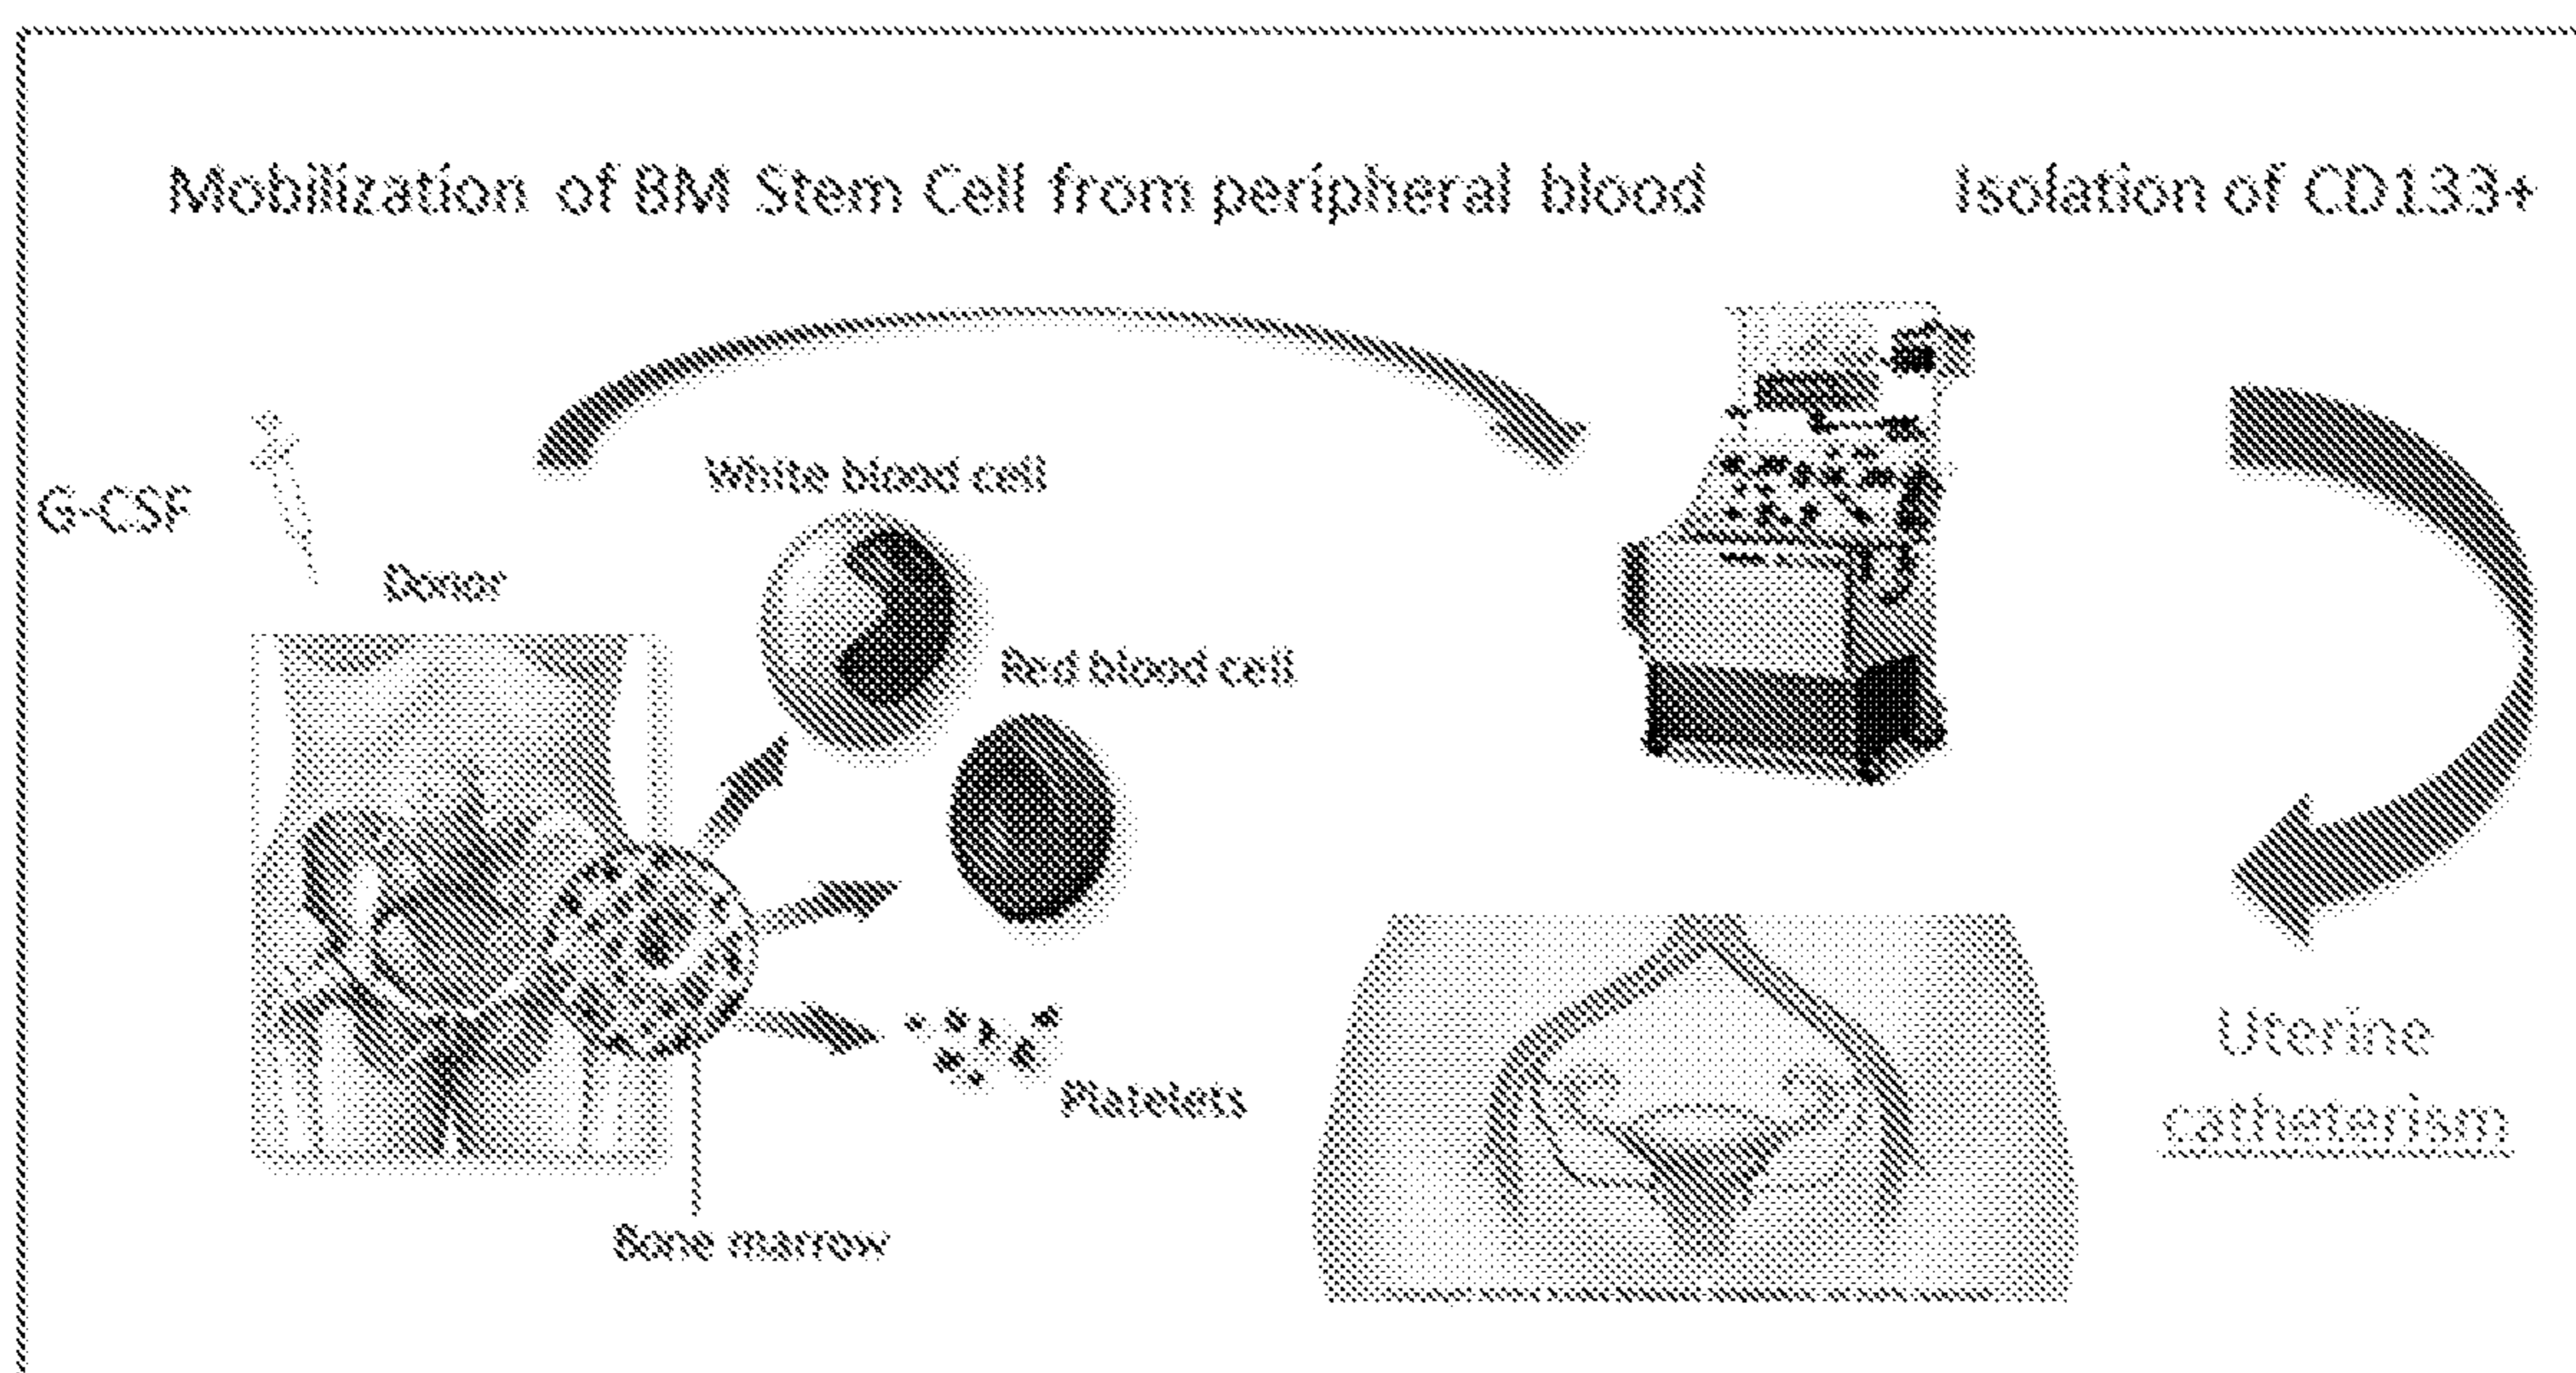 Mobilization of BM Stem Cell from peripheral blood
Isolation of CD133+
G-CSF
Donor
White blood cell
Red blood cell
Platelets
Bone marrow
Uterine
catheterism